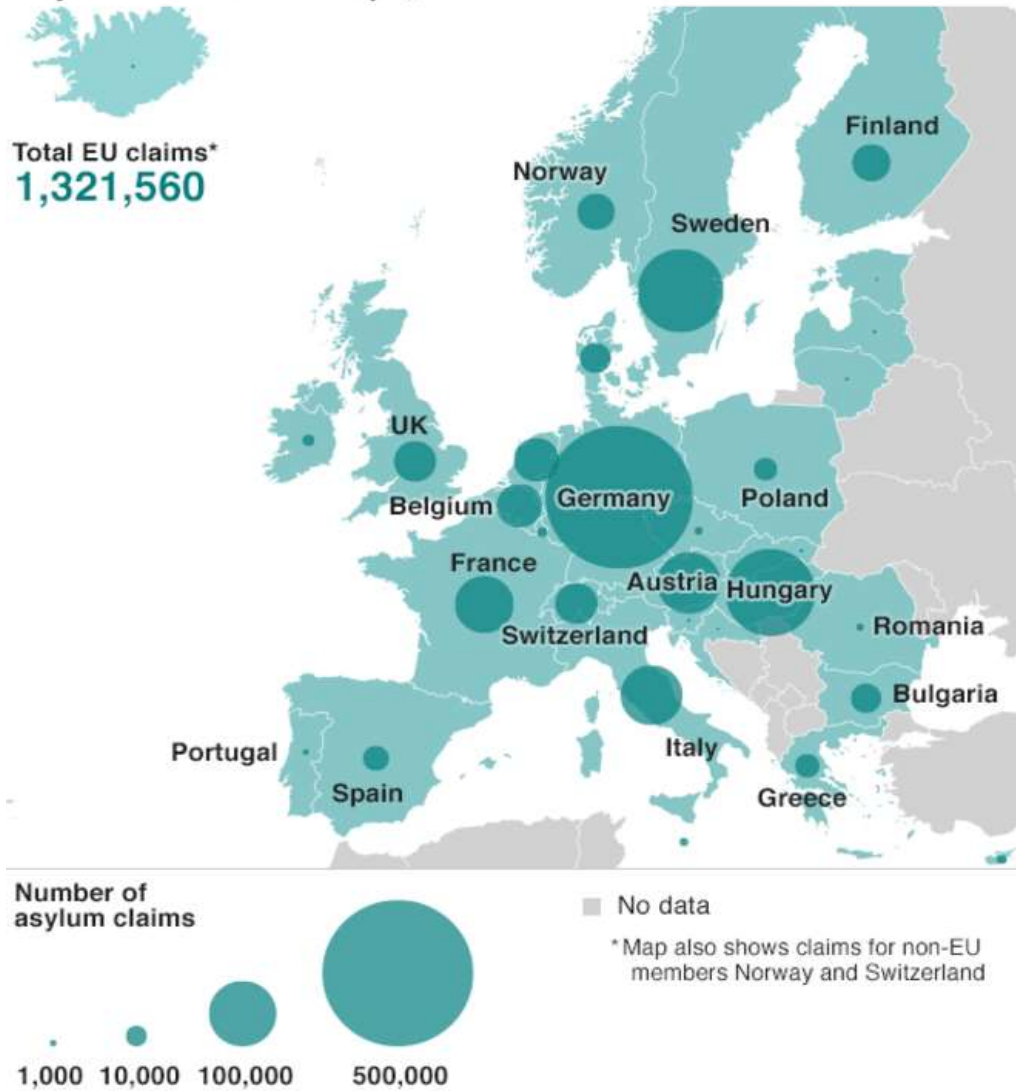 Total EU claims*
1,321,560
Finland
Norway
Sweden
UK
Belgium
Germany
Poland
France
Austria
Hungary
Switzerland
Romania
Bulgaria
Portugal
Italy
Spain
Greece
Number of
asylum claims
1,000
10,000
100,000
500,000
No data
*Map also shows claims for non-EU
members Norway and Switzerland